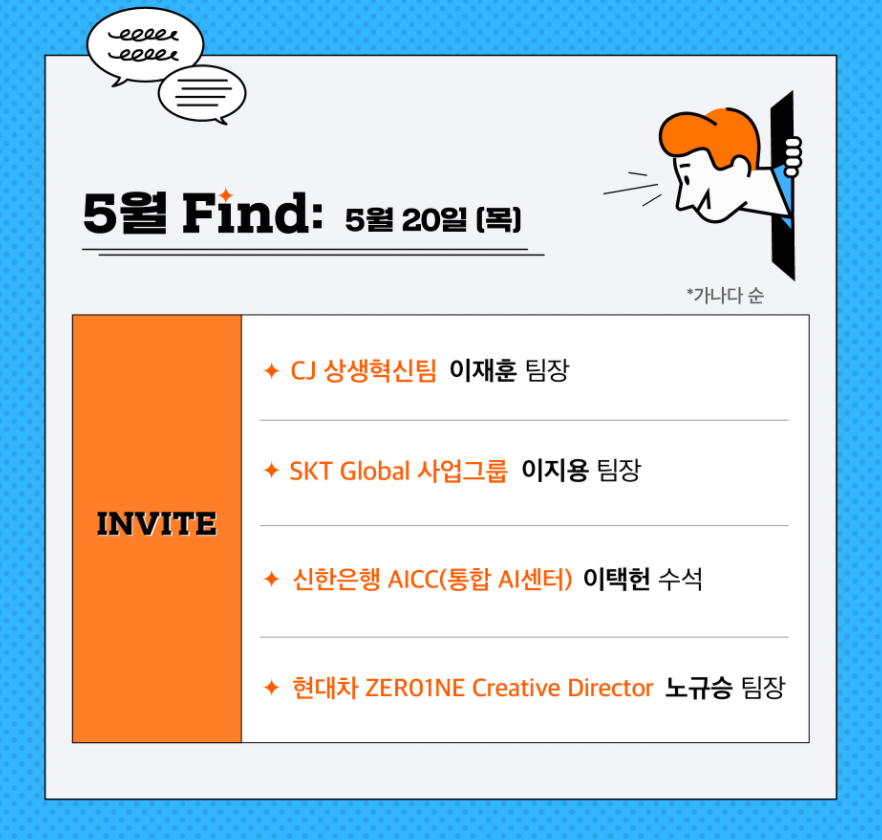 5월 Find: 5월 20일 (목)
*가나다 순
INVITE
CJ 상생혁신팀 이재훈 팀장
SKT Global 사업그룹 이지용 팀장
신한은행 AICC(통합 AI센터) 이택헌 수석
현대차 ZER01NE Creative Director 노규승 팀장